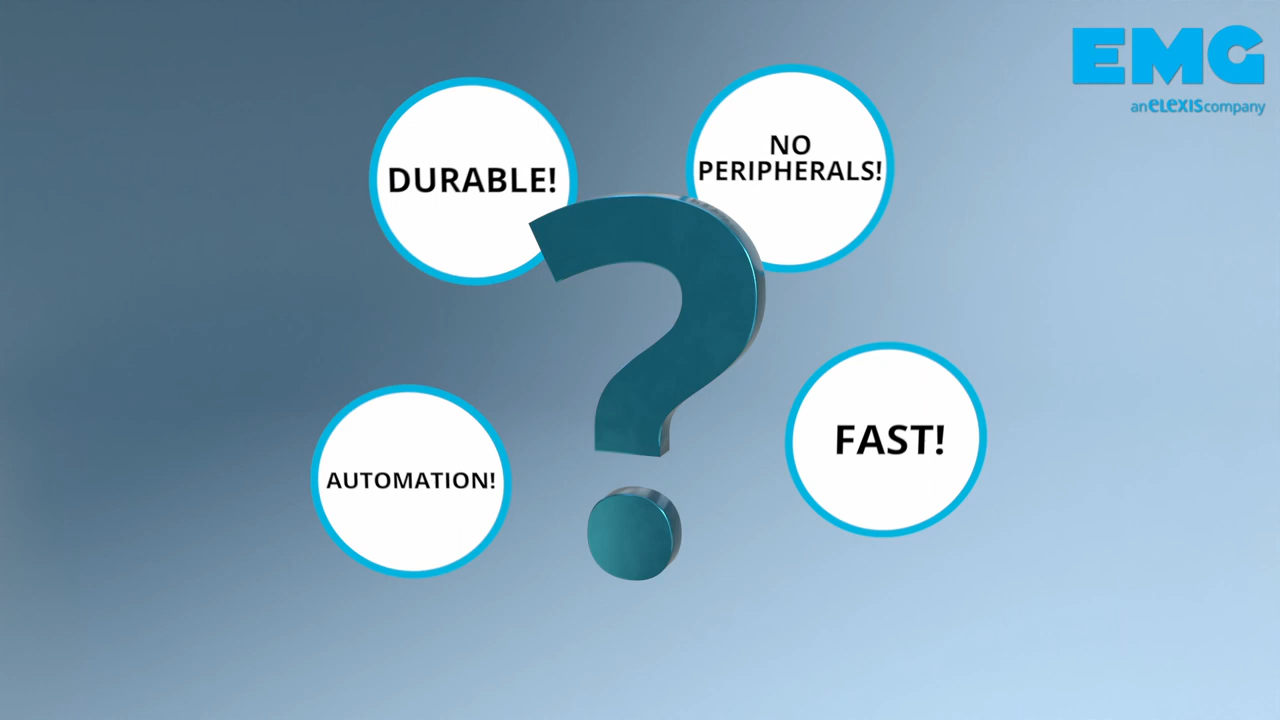 EMG
an elexis company
DURABLE!
NO
PERIPHERALS!
?
FAST!
AUTOMATION!